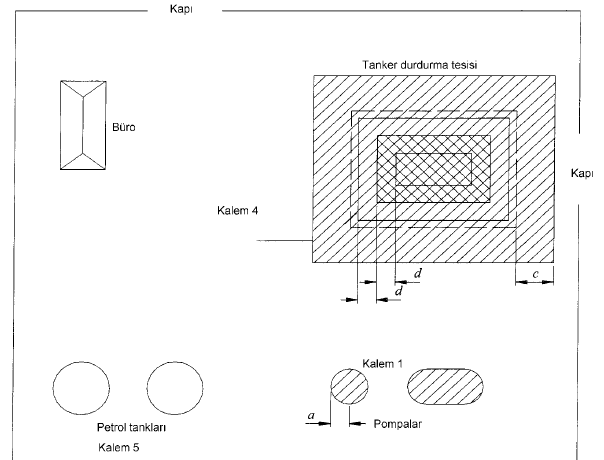 Kapı
Tanker durdurma tesisi
Büro
Kapı
Kalem 4
d
c
d
Kalem 1
a
Pompalar
Petrol tankları
Kalem 5